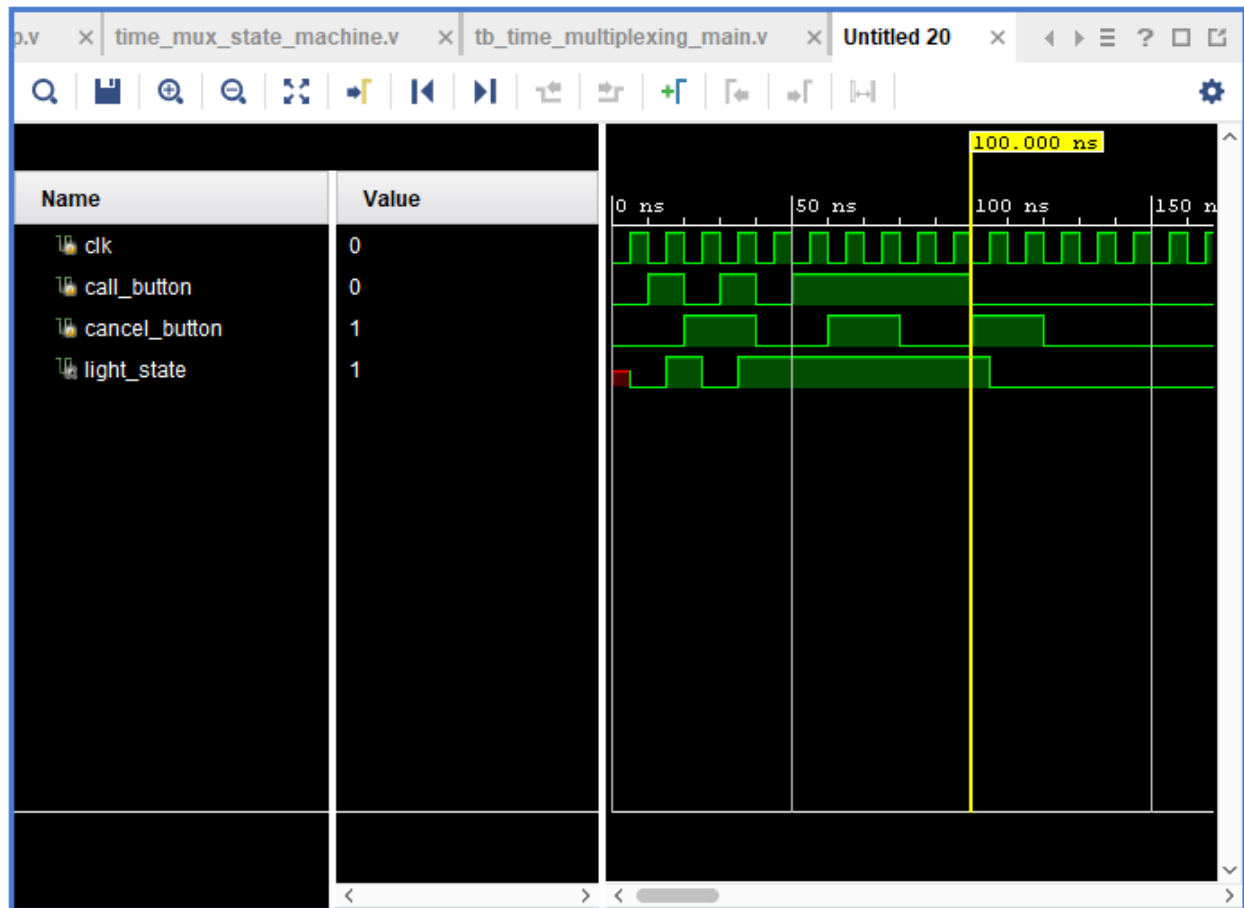 p.v time_mux_state_machine.v tb_time_multiplexing_main.v Untitled 20
100.000 ns
Name Value
0 ns 50 ns 100 ns 150 n
clk 0
call_button 0
cancel_button 1
light_state 1